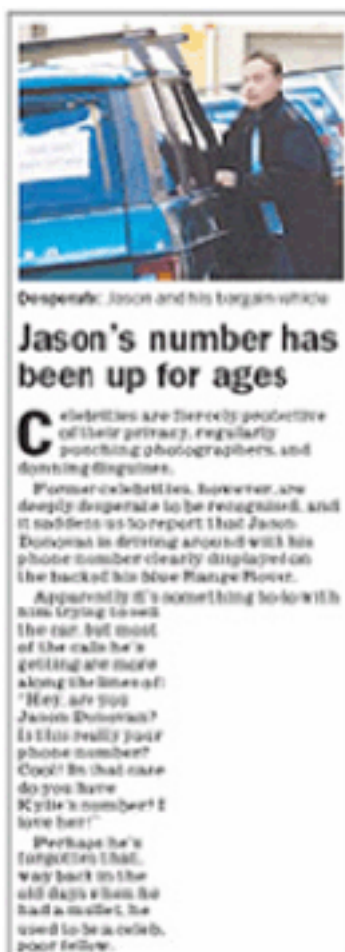 Desperate: Jason and his bargain vehicle
Jason's number has
been up for ages
Celebrities are fiercely protective
of their privacy, regularly
punching photographers, and
donning disguises.
Former celebrities, however, are
deeply desperate to be recognised, and
it saddens us to report that Jason
Donovan is driving around with his
phone number clearly displayed on
the back of his blue Range Rover.
Apparently it's something to do with
him trying to sell
the car, but most
of the calls he's
getting are more
along the lines of:
"Hey, are you
Jason Donovan?
Is this really your
phone number?
Cool! In that case
do you have
Kylie's number? I
love her!"
Perhaps he's
forgotten that,
way back in the
old days when he
had a mullet, he
used to be a celeb,
poor fellow.